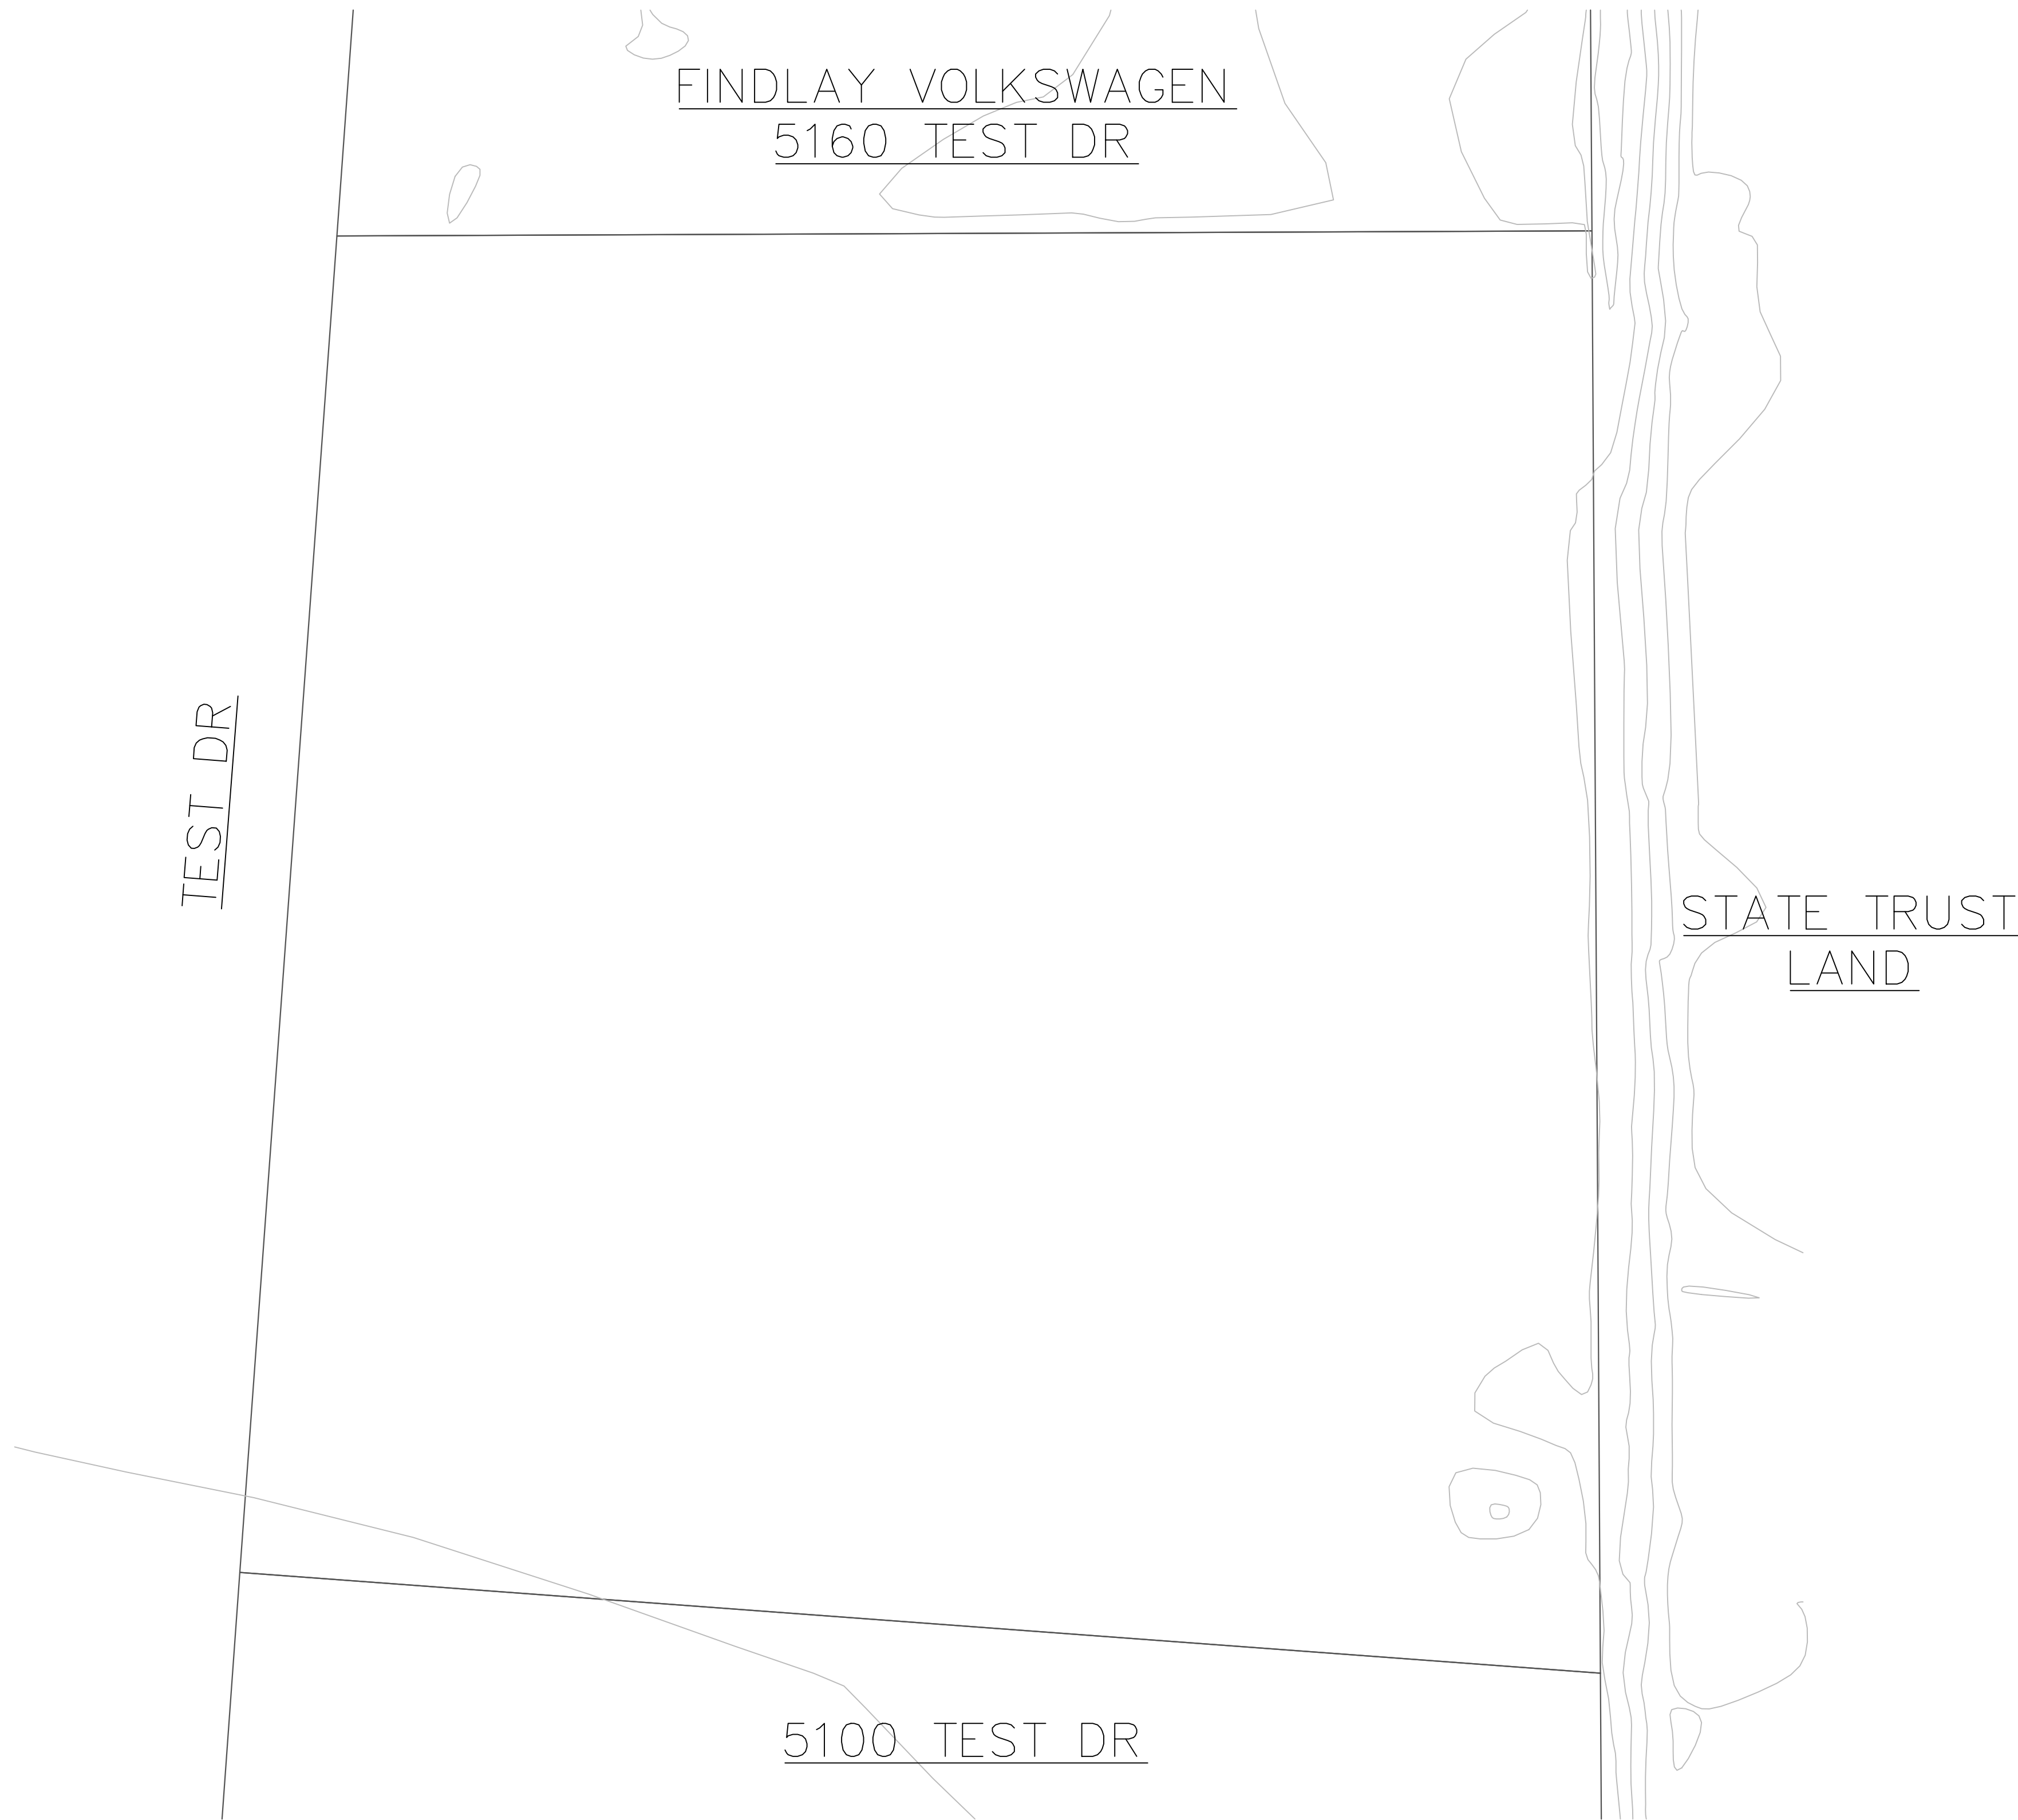 FINDLAY VOLKSWAGEN
5160 TEST DR
TEST DR
STATE TRUST
LAND
5100 TEST DR